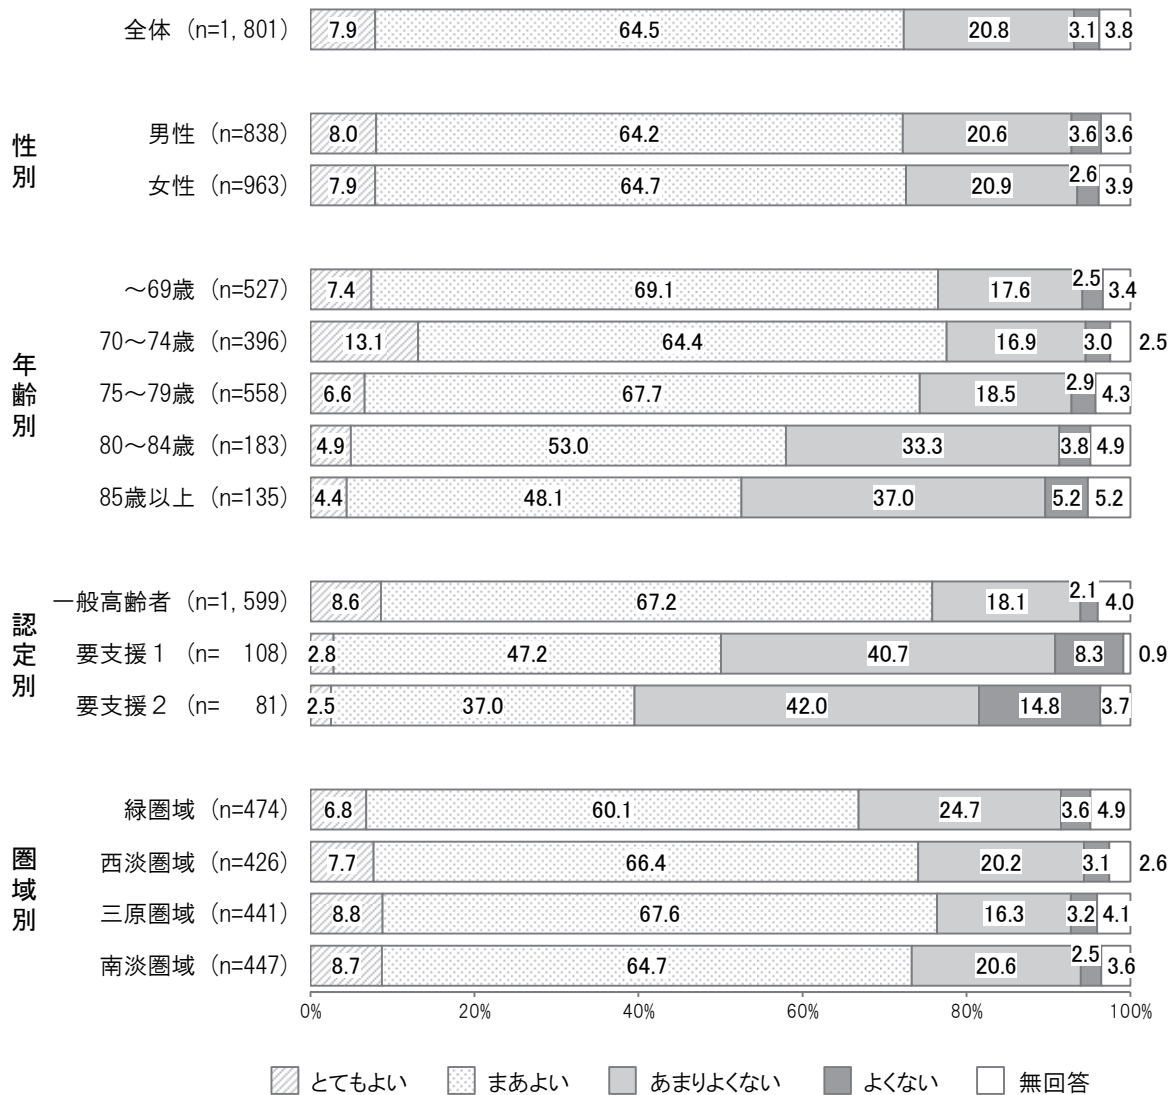 全体 (n=1,801) 7.9 64.5 20.8 3.1 3.8
性別
男性 (n=838) 8.0 64.2 20.6 3.6 3.6
女性 (n=963) 7.9 64.7 20.9 2.6 3.9
年齢別
～69歳 (n=527) 7.4 69.1 17.6 2.5 3.4
70～74歳 (n=396) 13.1 64.4 16.9 3.0 2.5
75～79歳 (n=558) 6.6 67.7 18.5 2.9 4.3
80～84歳 (n=183) 4.9 53.0 33.3 3.8 4.9
85歳以上 (n=135) 4.4 48.1 37.0 5.2 5.2
認定別
一般高齢者 (n=1,599) 8.6 67.2 18.1 2.1 4.0
要支援１ (n= 108) 2.8 47.2 40.7 8.3 0.9
要支援２ (n= 81) 2.5 37.0 42.0 14.8 3.7
圏域別
緑圏域 (n=474) 6.8 60.1 24.7 3.6 4.9
西淡圏域 (n=426) 7.7 66.4 20.2 3.1 2.6
三原圏域 (n=441) 8.8 67.6 16.3 3.2 4.1
南淡圏域 (n=447) 8.7 64.7 20.6 2.5 3.6
0% 20% 40% 60% 80% 100%
とてもよい まあよい あまりよくない よくない 無回答